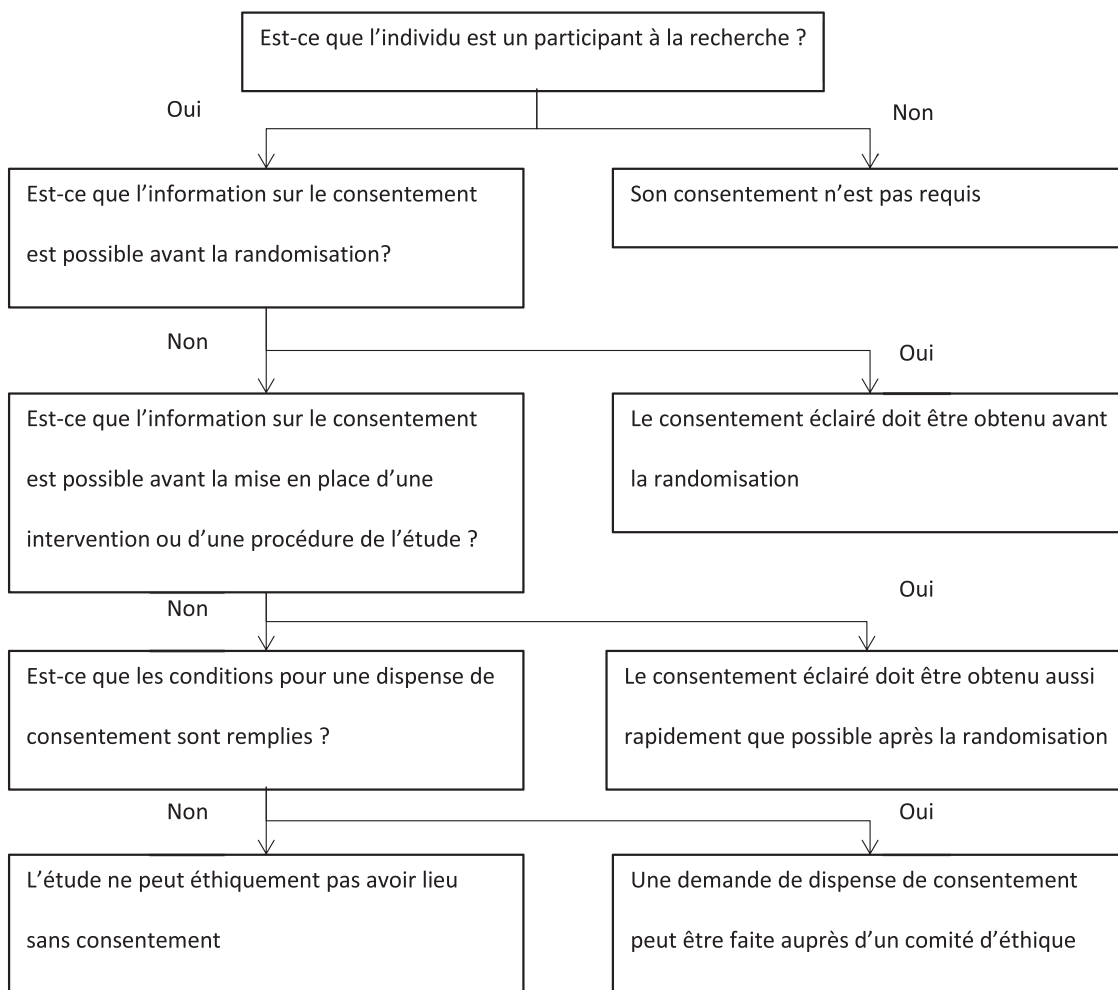 Est-ce que l’individu est un participant à la recherche ?
Oui
Non
Est-ce que l’information sur le consentement
est possible avant la randomisation?
Son consentement n’est pas requis
Non
Oui
Est-ce que l’information sur le consentement
est possible avant la mise en place d’une
intervention ou d’une procédure de l’étude ?
Le consentement éclairé doit être obtenu avant
la randomisation
Non
Oui
Est-ce que les conditions pour une dispense de
consentement sont remplies ?
Le consentement éclairé doit être obtenu aussi
rapidement que possible après la randomisation
Non
Oui
L’étude ne peut éthiquement pas avoir lieu
sans consentement
Une demande de dispense de consentement
peut être faite auprès d’un comité d’éthique